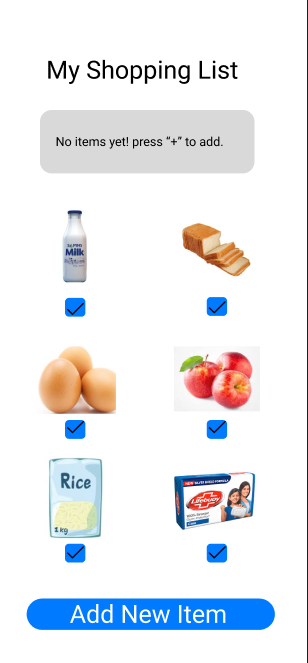 My Shopping List
No items yet! press “+” to add.
Milk
Rice
1 kg
Lifebuoy
Add New Item